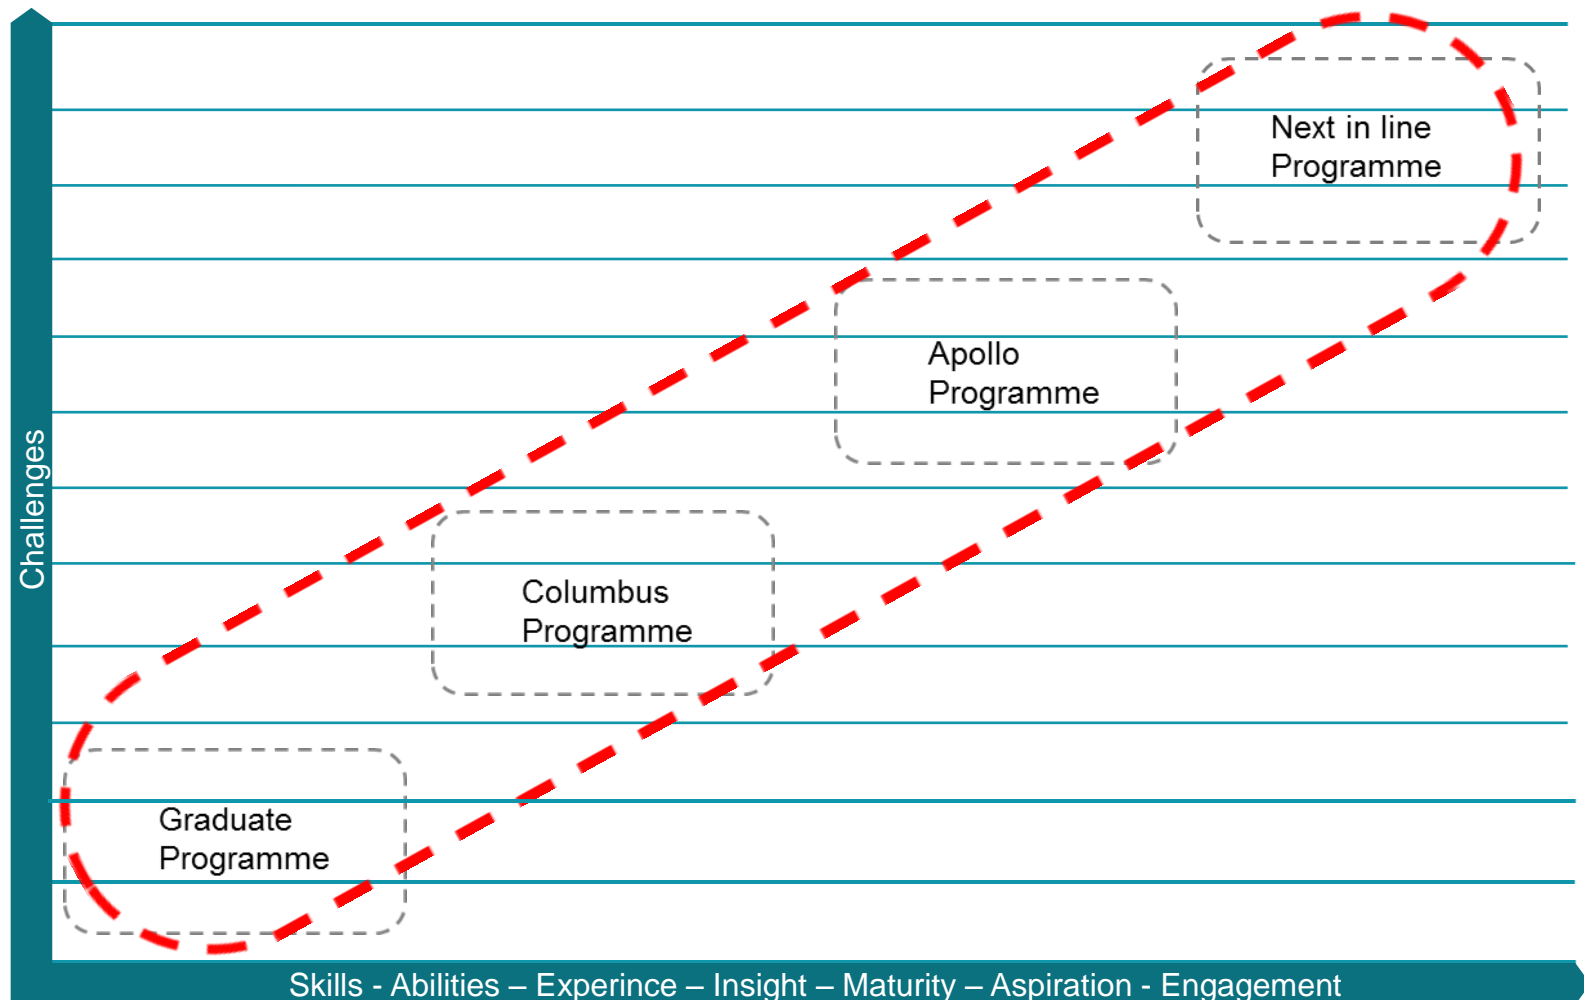 Next in line
Programme
Apollo
Programme
Challenges
Columbus
Programme
Graduate
Programme
Skills - Abilities – Experince – Insight – Maturity – Aspiration - Engagement